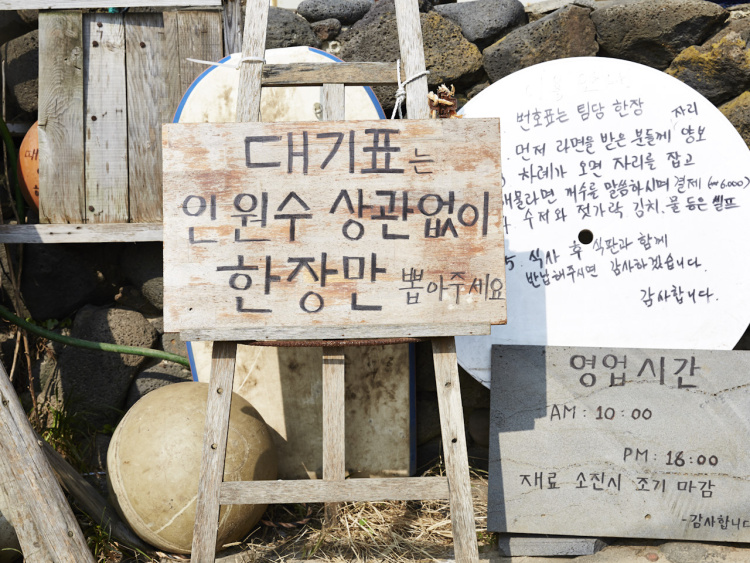 대기표는
인원수 상관없이
한장만 뽑아주세요
번호표는 팀당 한장
자리
먼저 라면을 받은 분들께 양보
차례가 오면 자리를 잡고
해물라면 개수를 말씀하시며 결제 (₩6.000)
수저와 젓가락 김치. 물 등은 셀프
5. 식사 후 식판과 함께
반납해주시면 감사하겠습니다.
감사합니다.
영업시간
AM : 10 : 00
PM : 18 : 00
재료 소진시 조기 마감
-감사합니다